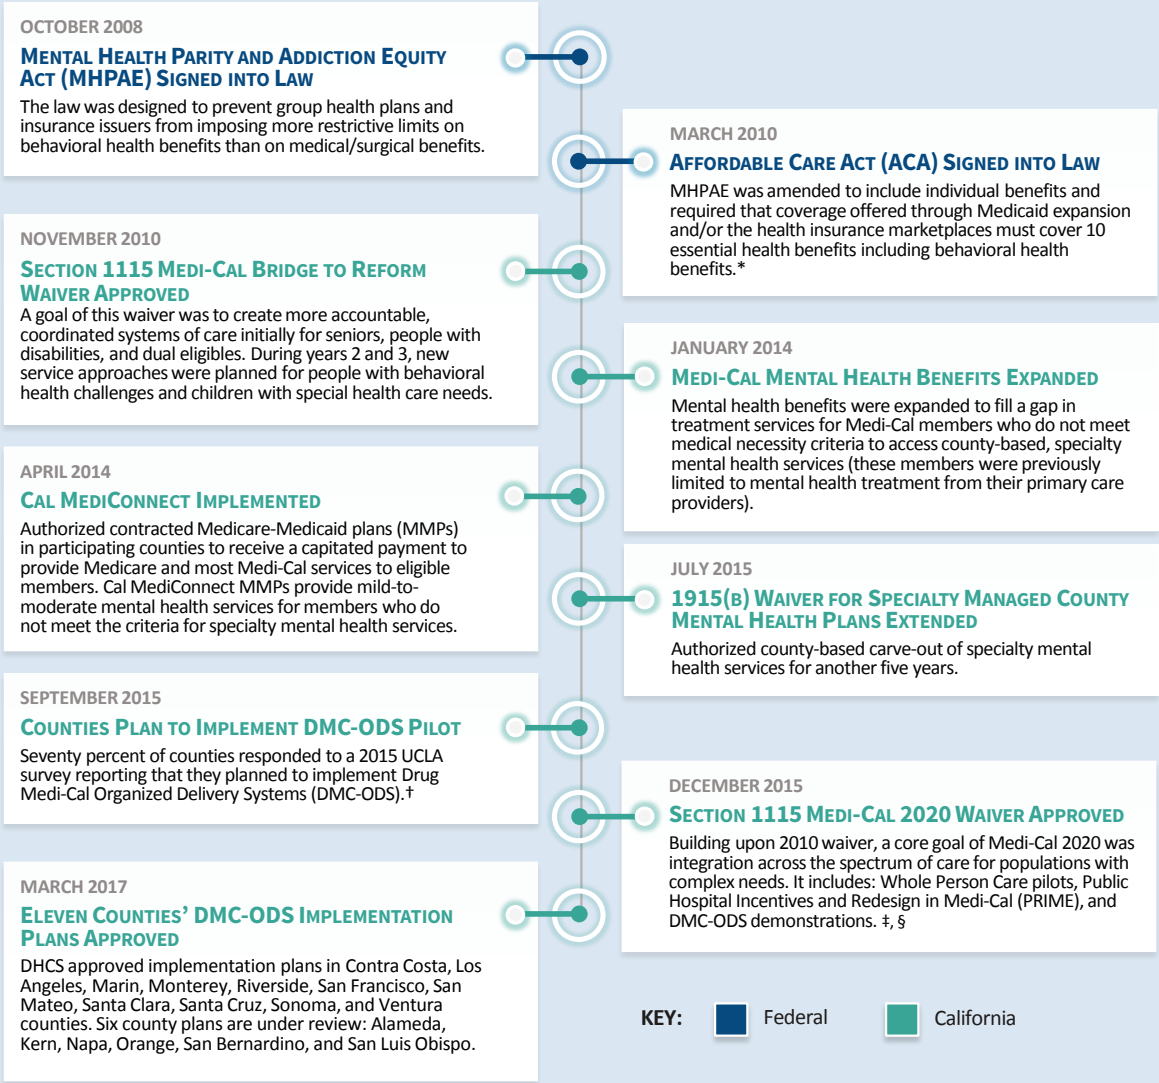 OCTOBER 2008
MENTAL HEALTH PARITY AND ADDICTION EQUITY
ACT (MHPAE) SIGNED INTO LAW
The law was designed to prevent group health plans and
insurance issuers from imposing more restrictive limits on
behavioral health benefits than on medical/surgical benefits.
MARCH 2010
AFFORDABLE CARE ACT (ACA) SIGNED INTO LAW
MHPAE was amended to include individual benefits and
required that coverage offered through Medicaid expansion
and/or the health insurance marketplaces must cover 10
essential health benefits including behavioral health
benefits.*
NOVEMBER 2010
SECTION 1115 MEDI-CAL BRIDGE TO REFORM
WAIVER APPROVED
A goal of this waiver was to create more accountable,
coordinated systems of care initially for seniors, people with
disabilities, and dual eligibles. During years 2 and 3, new
service approaches were planned for people with behavioral
health challenges and children with special health care needs.
JANUARY 2014
MEDI-CAL MENTAL HEALTH BENEFITS EXPANDED
Mental health benefits were expanded to fill a gap in
treatment services for Medi-Cal members who do not meet
medical necessity criteria to access county-based, specialty
mental health services (these members were previously
limited to mental health treatment from their primary care
providers).
APRIL 2014
CAL MEDICONNECT IMPLEMENTED
Authorized contracted Medicare-Medicaid plans (MMPs)
in participating counties to receive a capitated payment to
provide Medicare and most Medi-Cal services to eligible
members. Cal MediConnect MMPs provide mild-to-
moderate mental health services for members who do
not meet the criteria for specialty mental health services.
JULY 2015
1915(B) WAIVER FOR SPECIALTY MANAGED COUNTY
MENTAL HEALTH PLANS EXTENDED
Authorized county-based carve-out of specialty mental
health services for another five years.
SEPTEMBER 2015
COUNTIES PLAN TO IMPLEMENT DMC-ODS PILOT
Seventy percent of counties responded to a 2015 UCLA
survey reporting that they planned to implement Drug
Medi-Cal Organized Delivery Systems (DMC-ODS).†
DECEMBER 2015
SECTION 1115 MEDI-CAL 2020 WAIVER APPROVED
Building upon 2010 waiver, a core goal of Medi-Cal 2020 was
integration across the spectrum of care for populations with
complex needs. It includes: Whole Person Care pilots, Public
Hospital Incentives and Redesign in Medi-Cal (PRIME), and
DMC-ODS demonstrations. ‡, §
MARCH 2017
ELEVEN COUNTIES' DMC-ODS IMPLEMENTATION
PLANS APPROVED
DHCS approved implementation plans in Contra Costa, Los
Angeles, Marin, Monterey, Riverside, San Francisco, San
Mateo, Santa Clara, Santa Cruz, Sonoma, and Ventura
counties. Six county plans are under review: Alameda,
Kern, Napa, Orange, San Bernardino, and San Luis Obispo.
KEY: Federal California